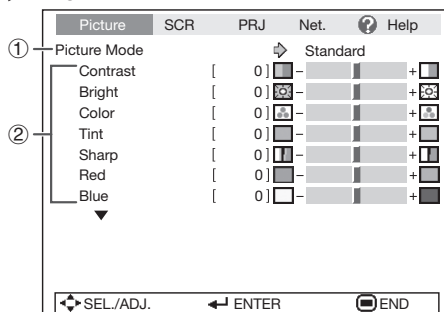 Picture SCR PRJ Net. ? Help
① Picture Mode Standard
② Contrast [ 0 ] – +
Bright [ 0 ] – +
Color [ 0 ] – +
Tint [ 0 ] – +
Sharp [ 0 ] – +
Red [ 0 ] – +
Blue [ 0 ] – +
SEL./ADJ. ENTER END